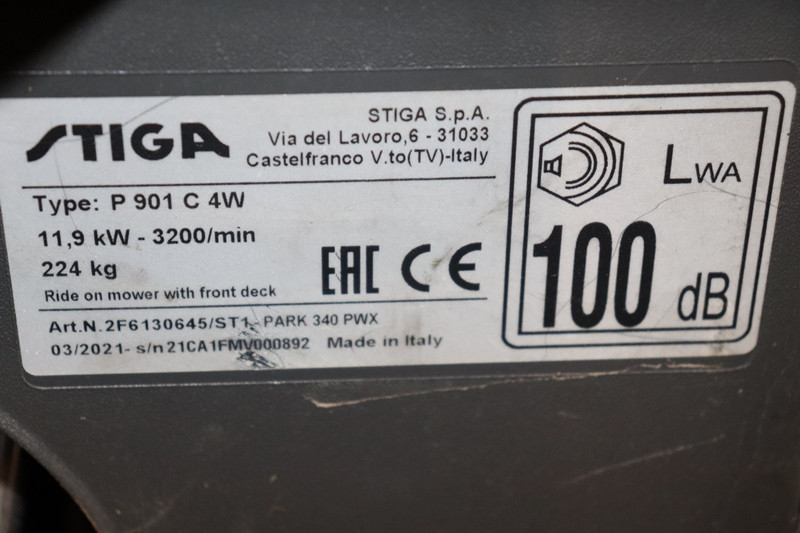 STIGA
STIGA S.p.A.
Via del Lavoro,6 - 31033
Castelfranco V.to(TV)-Italy
Type: P 901 C 4W
11,9 kW - 3200/min
224 kg
Ride on mower with front deck
EAC CE
Art.N.2F6130645/ST1- PARK 340 PWX
03/2021- s/n21CA1FMV000892 Made in Italy
LWA
100 dB